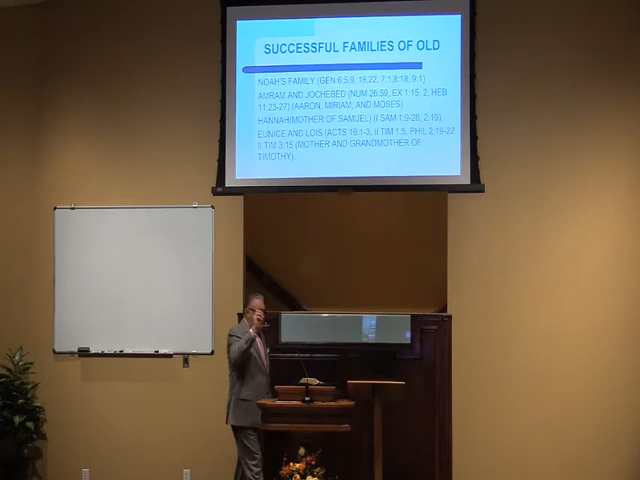 SUCCESSFUL FAMILIES OF OLD
NOAH'S FAMILY (GEN 6:5,9, 18,22, 7:1,8:18, 9:1)
AMRAM AND JOCHEBED (NUM 26:59, EX 1:15, 2, HEB
11:23-27) (AARON, MIRIAM, AND MOSES)
HANNAH(MOTHER OF SAMUEL) (I SAM 1:9-28, 2:19).
EUNICE AND LOIS (ACTS 16:1-3, II TIM 1:5, PHIL 2:19-22
II TIM 3:15 (MOTHER AND GRANDMOTHER OF
TIMOTHY).